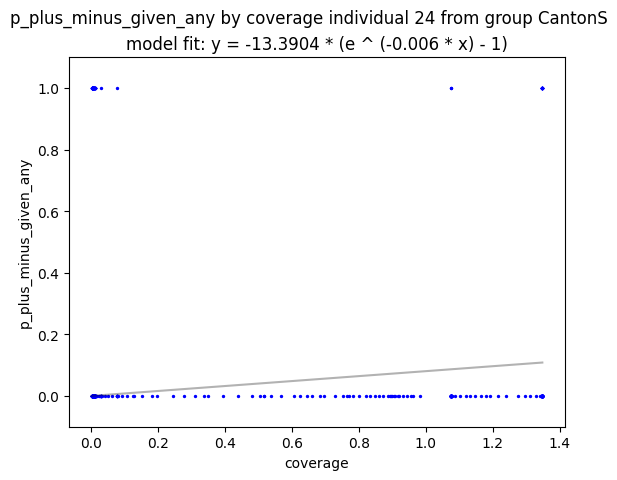 p_plus_minus_given_any by coverage individual 24 from group CantonS
model fit: y = -13.3904 * (e ^ (-0.006 * x) - 1)
1.0
0.8
0.6
0.4
0.2
0.0
p_plus_minus_given_any
0.0 0.2 0.4 0.6 0.8 1.0 1.2 1.4
coverage